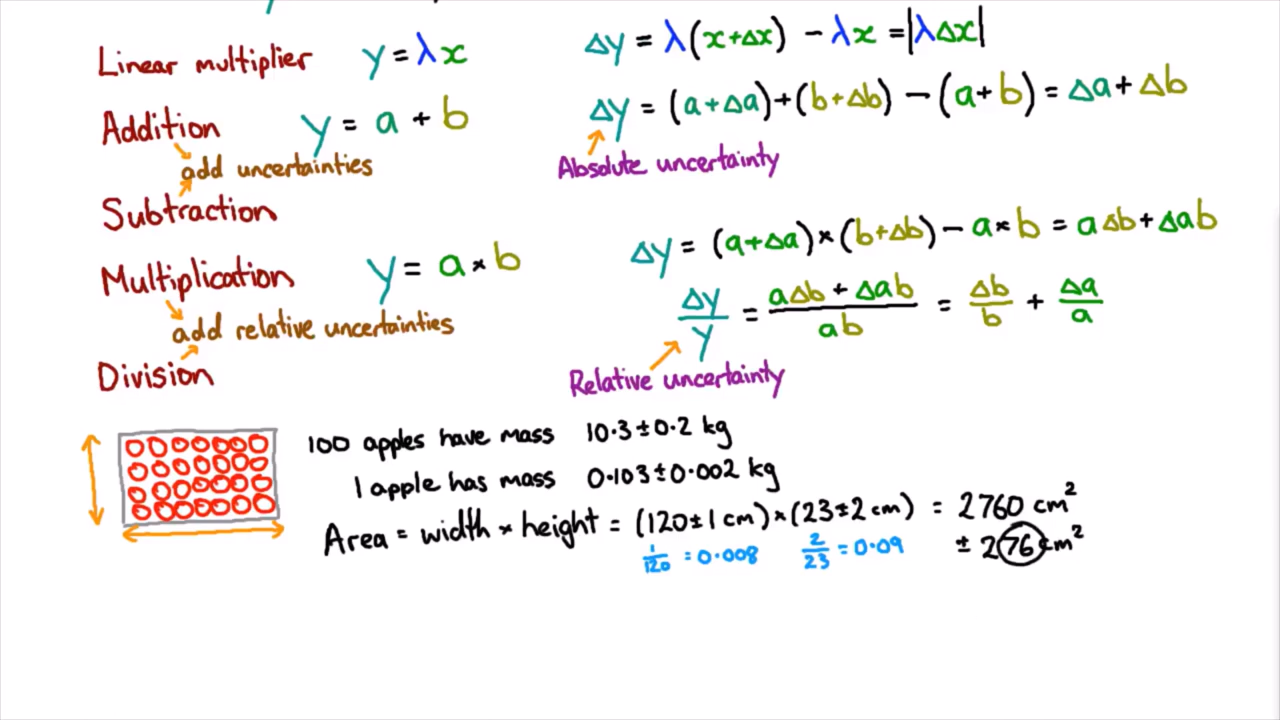 Linear multiplier y = λx Δy = λ(x+Δx) - λx = |λΔx|
Addition y = a + b Δy = (a+Δa)+(b+Δb) - (a+b) = Δa+Δb
add uncertainties Absolute uncertainty
Subtraction
Multiplication y = a × b Δy = (a+Δa)×(b+Δb) - a×b = aΔb+Δab
Δy/y = (aΔb + Δab)/ab = Δb/b + Δa/a
add relative uncertainties
Division Relative uncertainty
100 apples have mass 10.3±0.2 kg
1 apple has mass 0.103±0.002 kg
Area = width × height = (120±1 cm)×(23±2 cm) = 2760 cm²
1/120 = 0.008 2/23 = 0.09 ± 276 cm²